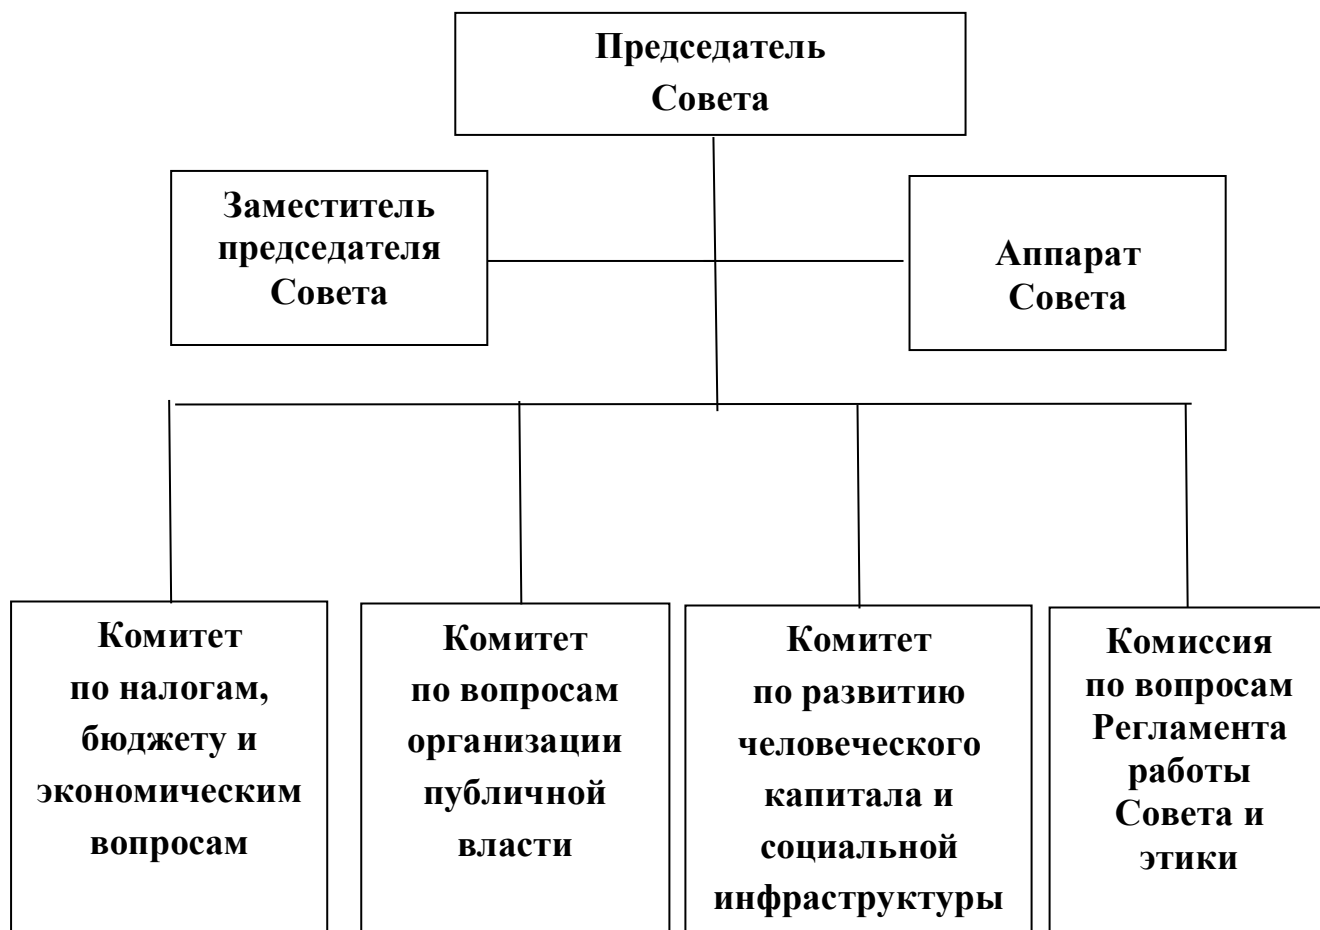 Председатель
Совета
Заместитель
председателя
Совета
Аппарат
Совета
Комитет
по налогам,
бюджету и
экономическим
вопросам
Комитет
по вопросам
организации
публичной
власти
Комитет
по развитию
человеческого
капитала и
социальной
инфраструктуры
Комиссия
по вопросам
Регламента
работы
Совета и
этики